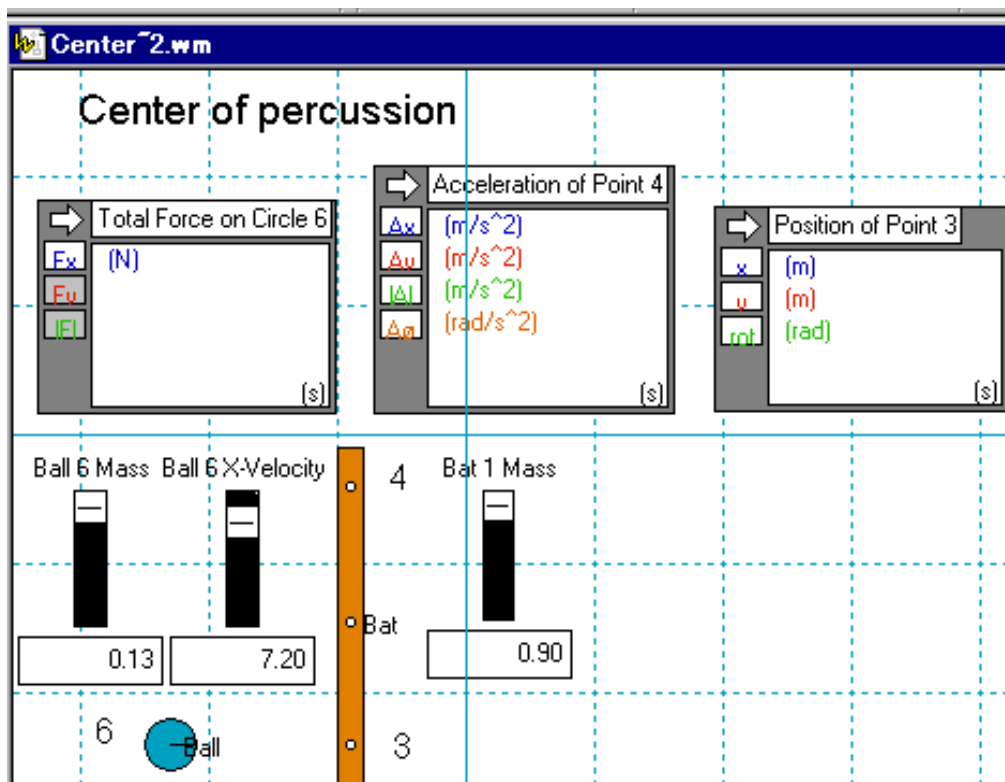 Center~2.wm
Center of percussion
Total Force on Circle 6
Fx (N)
Fy
|F|
(s)
Acceleration of Point 4
Ax (m/s^2)
Ay (m/s^2)
|A| (m/s^2)
Aø (rad/s^2)
(s)
Position of Point 3
x (m)
y (m)
rot (rad)
(s)
Ball 6 Mass
0.13
Ball 6 X-Velocity
7.20
4
Bat 1 Mass
0.90
Bat
6
Ball
3